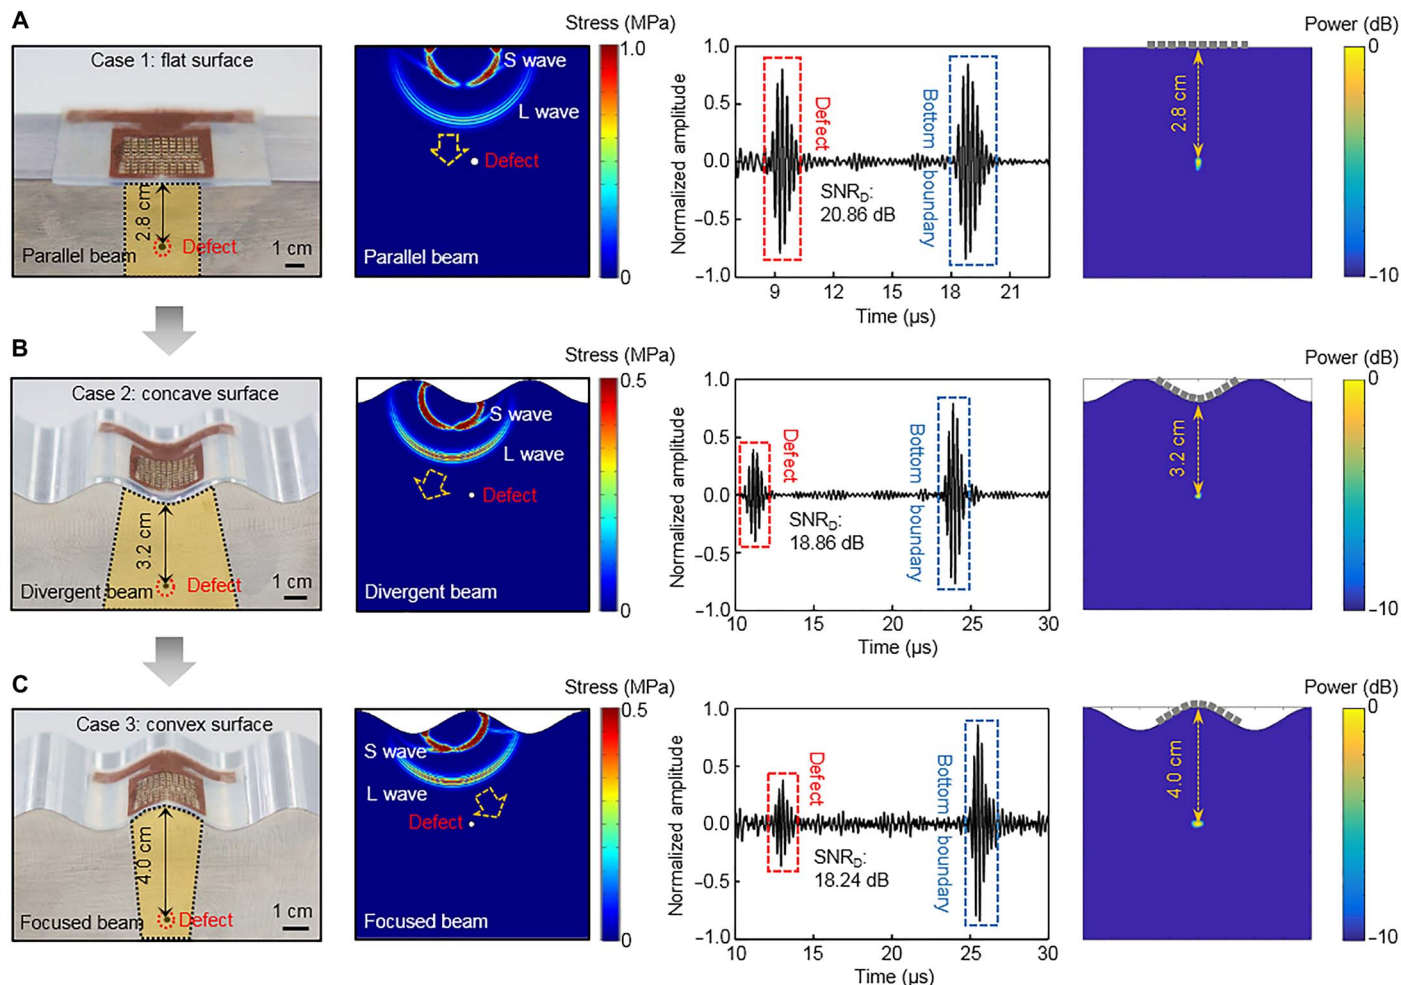 A
Case 1: flat surface
2.8 cm
Defect
Parallel beam
1 cm
Stress (MPa)
1.0
0
S wave
L wave
Defect
Parallel beam
Normalized amplitude
1.0
0.5
0.0
−0.5
−1.0
Defect
Bottom boundary
SNRD:
20.86 dB
9
12
15
18
21
Time (μs)
Power (dB)
0
−10
2.8 cm
B
Case 2: concave surface
3.2 cm
Defect
Divergent beam
1 cm
Stress (MPa)
0.5
0
S wave
L wave
Defect
Divergent beam
Normalized amplitude
1.0
0.5
0.0
−0.5
−1.0
Defect
Bottom boundary
SNRD:
18.86 dB
10
15
20
25
30
Time (μs)
Power (dB)
0
−10
3.2 cm
C
Case 3: convex surface
4.0 cm
Defect
Focused beam
1 cm
Stress (MPa)
0.5
0
S wave
L wave
Defect
Focused beam
Normalized amplitude
1.0
0.5
0.0
−0.5
−1.0
Defect
Bottom boundary
SNRD:
18.24 dB
10
15
20
25
30
Time (μs)
Power (dB)
0
−10
4.0 cm